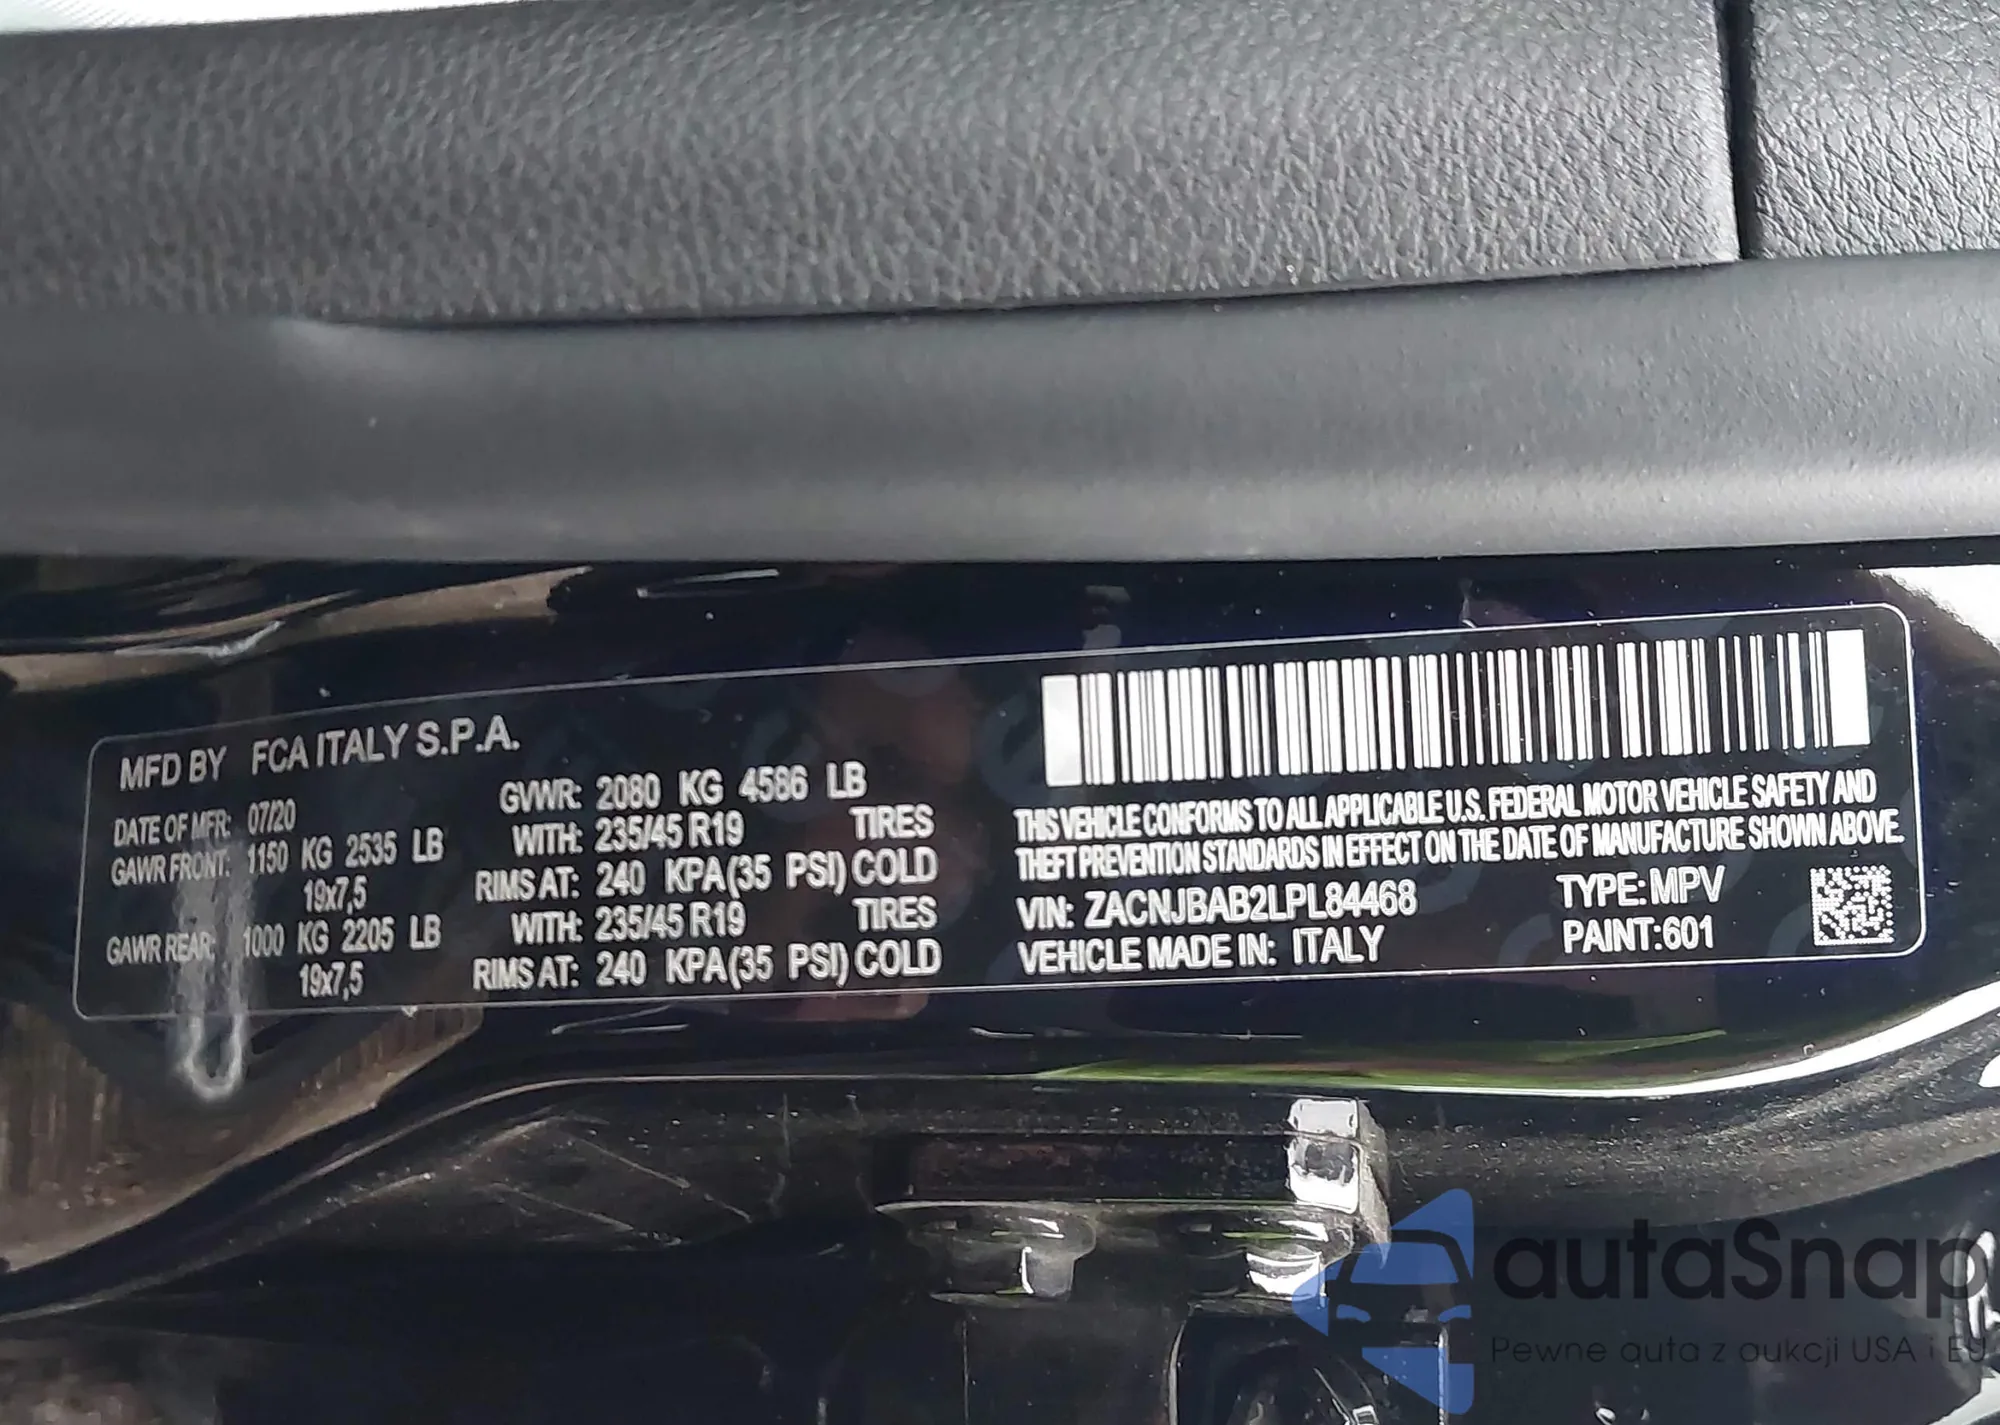 MFD BY FCA ITALY S.P.A.
DATE OF MFR: 07/20 GVWR: 2080 KG 4586 LB
GAWR FRONT: 1150 KG 2535 LB WITH: 235/45 R19 TIRES
19x7,5 RIMS AT: 240 KPA(35 PSI) COLD
GAWR REAR: 1000 KG 2205 LB WITH: 235/45 R19 TIRES
19x7,5 RIMS AT: 240 KPA(35 PSI) COLD
THIS VEHICLE CONFORMS TO ALL APPLICABLE U.S. FEDERAL MOTOR VEHICLE SAFETY AND
THEFT PREVENTION STANDARDS IN EFFECT ON THE DATE OF MANUFACTURE SHOWN ABOVE.
VIN: ZACNJBAB2LPL84468 TYPE: MPV
VEHICLE MADE IN: ITALY PAINT: 601
autaSnap
Pewne auta z aukcji USA i EU